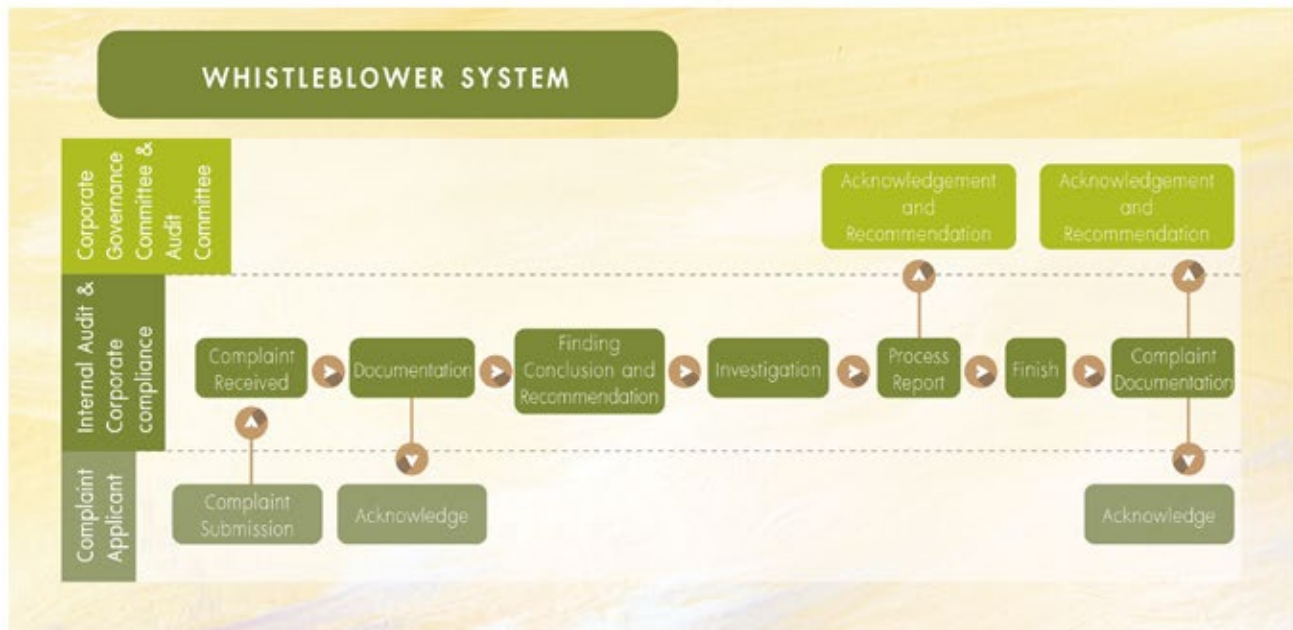 WHISTLEBLOWER SYSTEM
Corporate
Governance
Committee &
Audit
Committee
Acknowledgement
and
Recommendation
Acknowledgement
and
Recommendation
Internal Audit &
Corporate
compliance
Complaint
Received
Documentation
Finding
Conclusion and
Recommendation
Investigation
Process
Report
Finish
Complaint
Documentation
Complaint
Applicant
Complaint
Submission
Acknowledge
Acknowledge